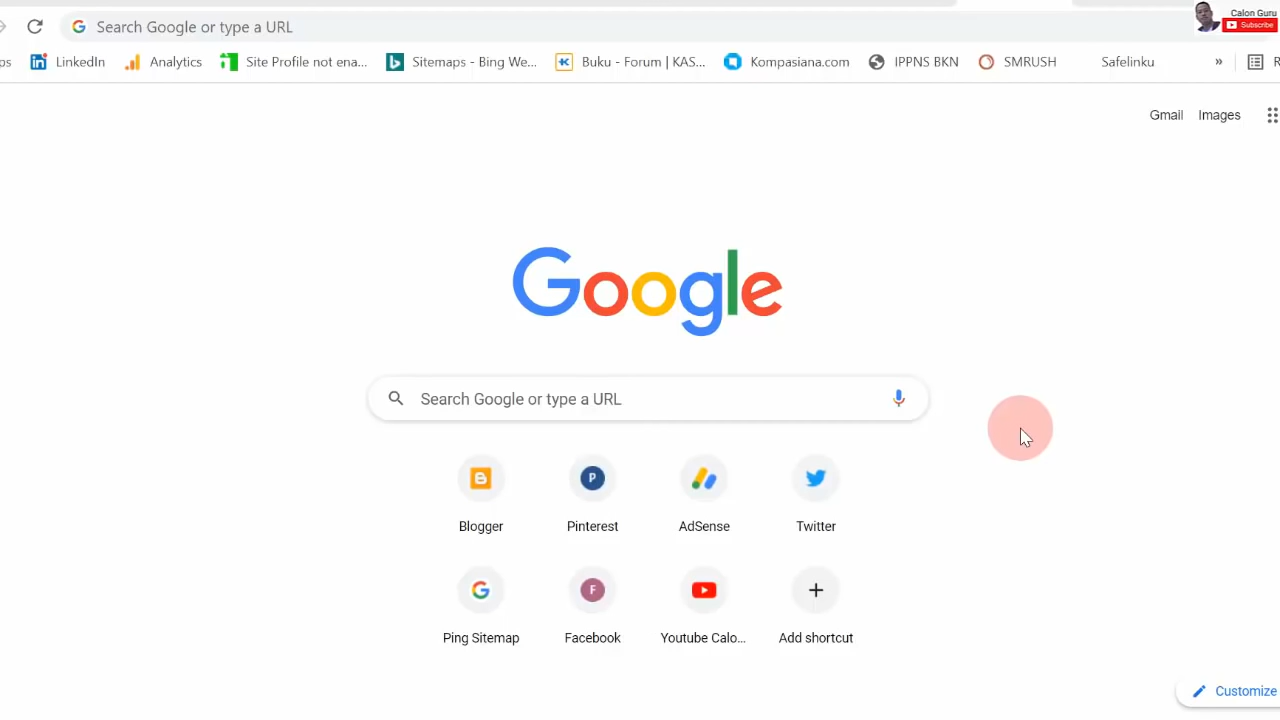 Calon Guru
Subscribe
Search Google or type a URL
ps LinkedIn Analytics Site Profile not ena... Sitemaps - Bing We... Buku - Forum | KAS... Kompasiana.com IPPNS BKN SMRUSH Safelinku » R
Gmail Images
Google
Search Google or type a URL
P
Blogger Pinterest AdSense Twitter
F
Ping Sitemap Facebook Youtube Calo... Add shortcut
Customize